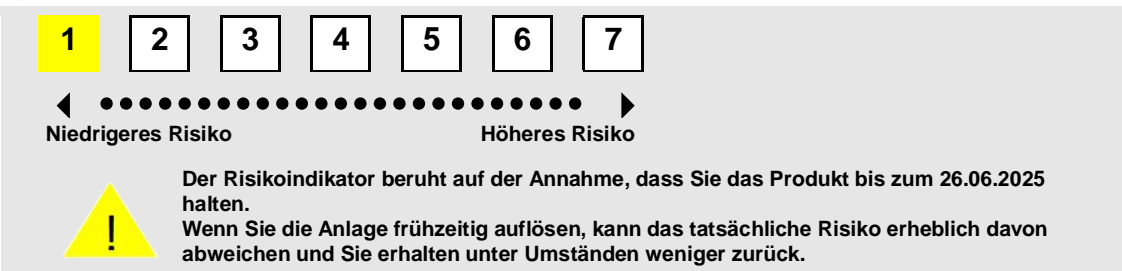 1 2 3 4 5 6 7
Niedrigeres Risiko Höheres Risiko
Der Risikoindikator beruht auf der Annahme, dass Sie das Produkt bis zum 26.06.2025
halten.
Wenn Sie die Anlage frühzeitig auflösen, kann das tatsächliche Risiko erheblich davon
abweichen und Sie erhalten unter Umständen weniger zurück.
!